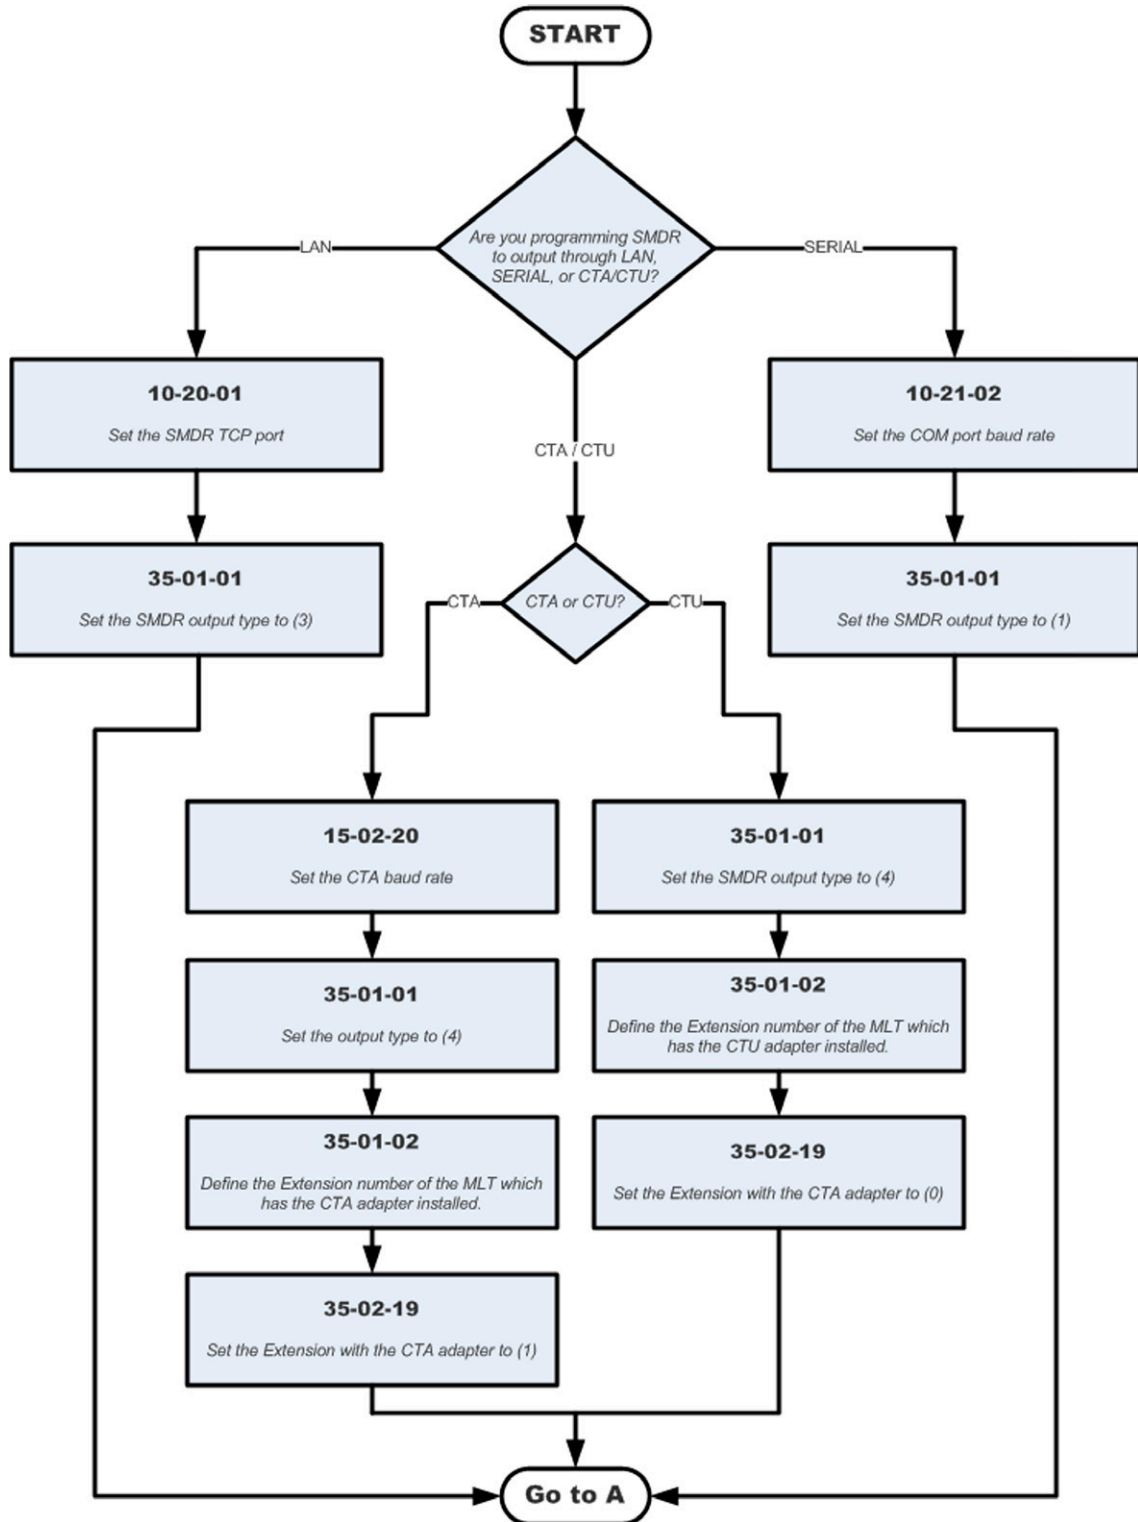 START
Are you programming SMDR
to output through LAN,
SERIAL, or CTA/CTU?
LAN
SERIAL
CTA / CTU
10-20-01
Set the SMDR TCP port
35-01-01
Set the SMDR output type to (3)
10-21-02
Set the COM port baud rate
35-01-01
Set the SMDR output type to (1)
CTA or CTU?
CTA
CTU
15-02-20
Set the CTA baud rate
35-01-01
Set the output type to (4)
35-01-02
Define the Extension number of the MLT which
has the CTA adapter installed.
35-02-19
Set the Extension with the CTA adapter to (1)
35-01-01
Set the SMDR output type to (4)
35-01-02
Define the Extension number of the MLT which
has the CTU adapter installed.
35-02-19
Set the Extension with the CTA adapter to (0)
Go to A